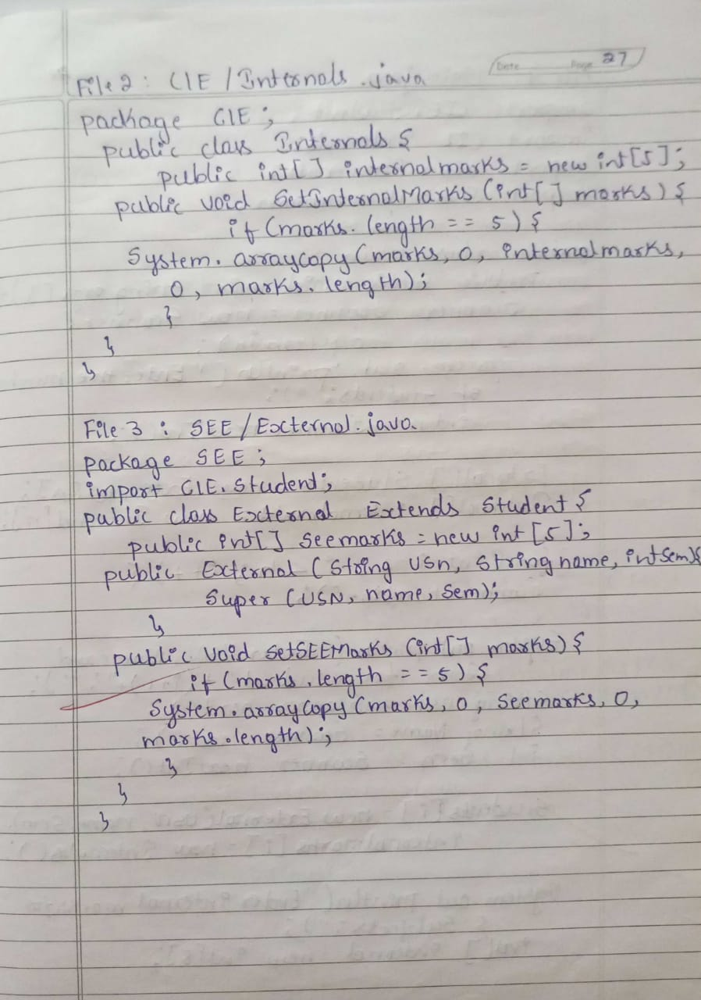 Date Page 27
File 2 : CIE / Internals . java
package CIE ;
public class Internals {
public int[] internalmarks = new int[5];
public void SetInternalMarks (int[] marks) {
if (marks. length == 5) {
System. arraycopy (marks, 0, internalmarks,
0, marks. length);
}
}
}
File 3 : SEE / External. java.
package SEE ;
import CIE. Student ;
public class External Extends Student {
public int[] Seemarks = new int [5];
public External (String USn, String name, int Sem){
Super (USN, name, Sem);
}
public void setSEEMarks (int[] marks) {
if (marks . length == 5) {
System. arraycopy (marks, 0, Seemarks, 0,
marks .length);
}
}
}